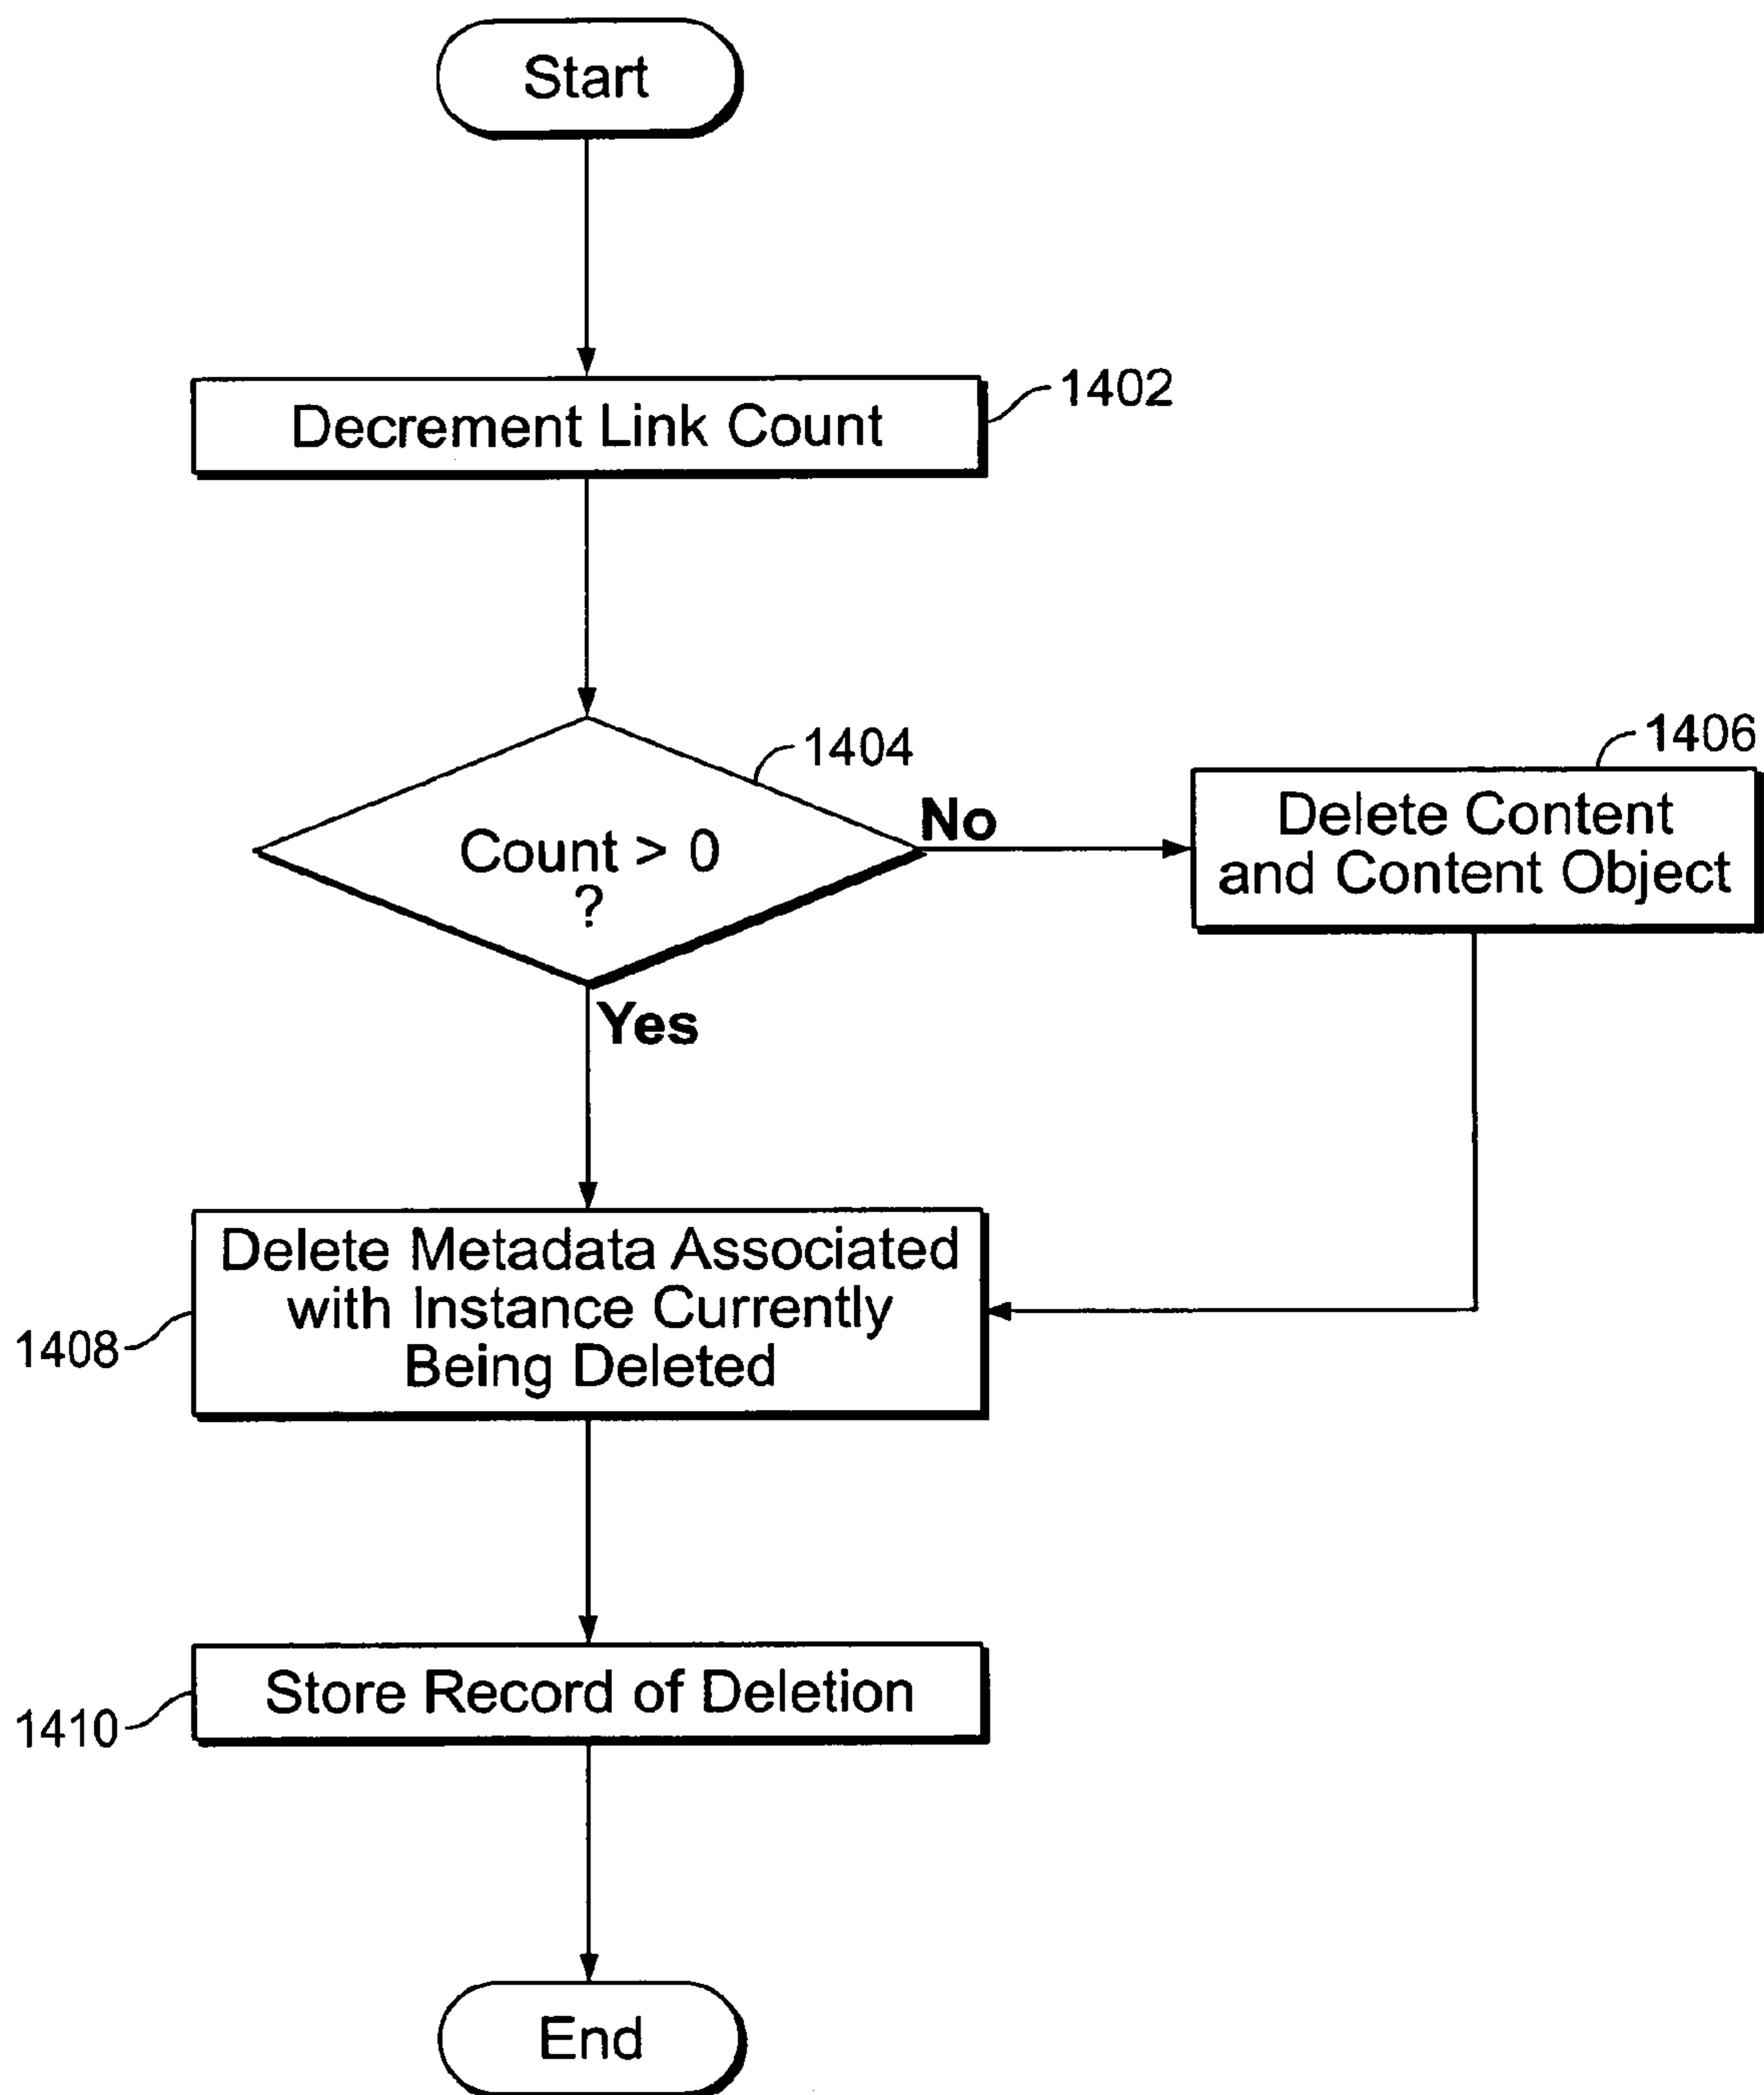 Start
Decrement Link Count
1402
1404
Count > 0
?
No
1406
Delete Content
and Content Object
Yes
Delete Metadata Associated
with Instance Currently
Being Deleted
1408
Store Record of Deletion
1410
End